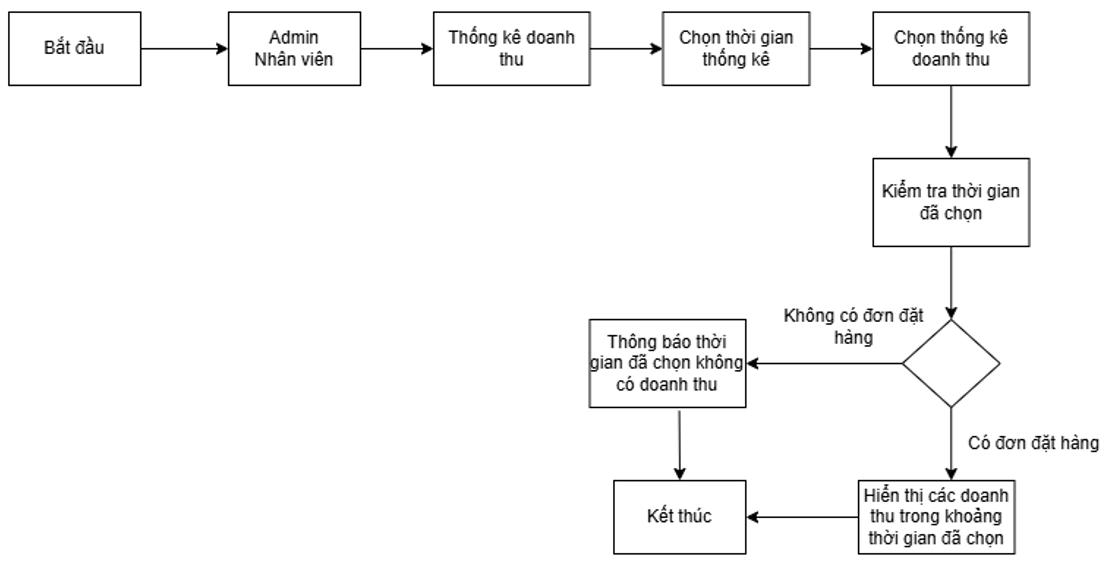 Bắt đầu
Admin
Nhân viên
Thống kê doanh
thu
Chọn thời gian
thống kê
Chọn thống kê
doanh thu
Kiểm tra thời gian
đã chọn
Không có đơn đặt
hàng
Thông báo thời
gian đã chọn không
có doanh thu
Có đơn đặt hàng
Kết thúc
Hiển thị các doanh
thu trong khoảng
thời gian đã chọn